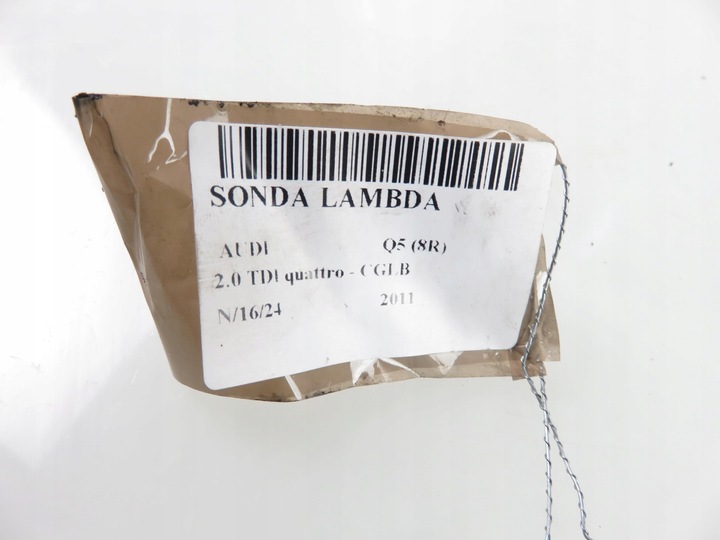 SONDA LAMBDA
AUDI Q5 (8R)
2.0 TDI quattro - CGLB
N/16/24 2011